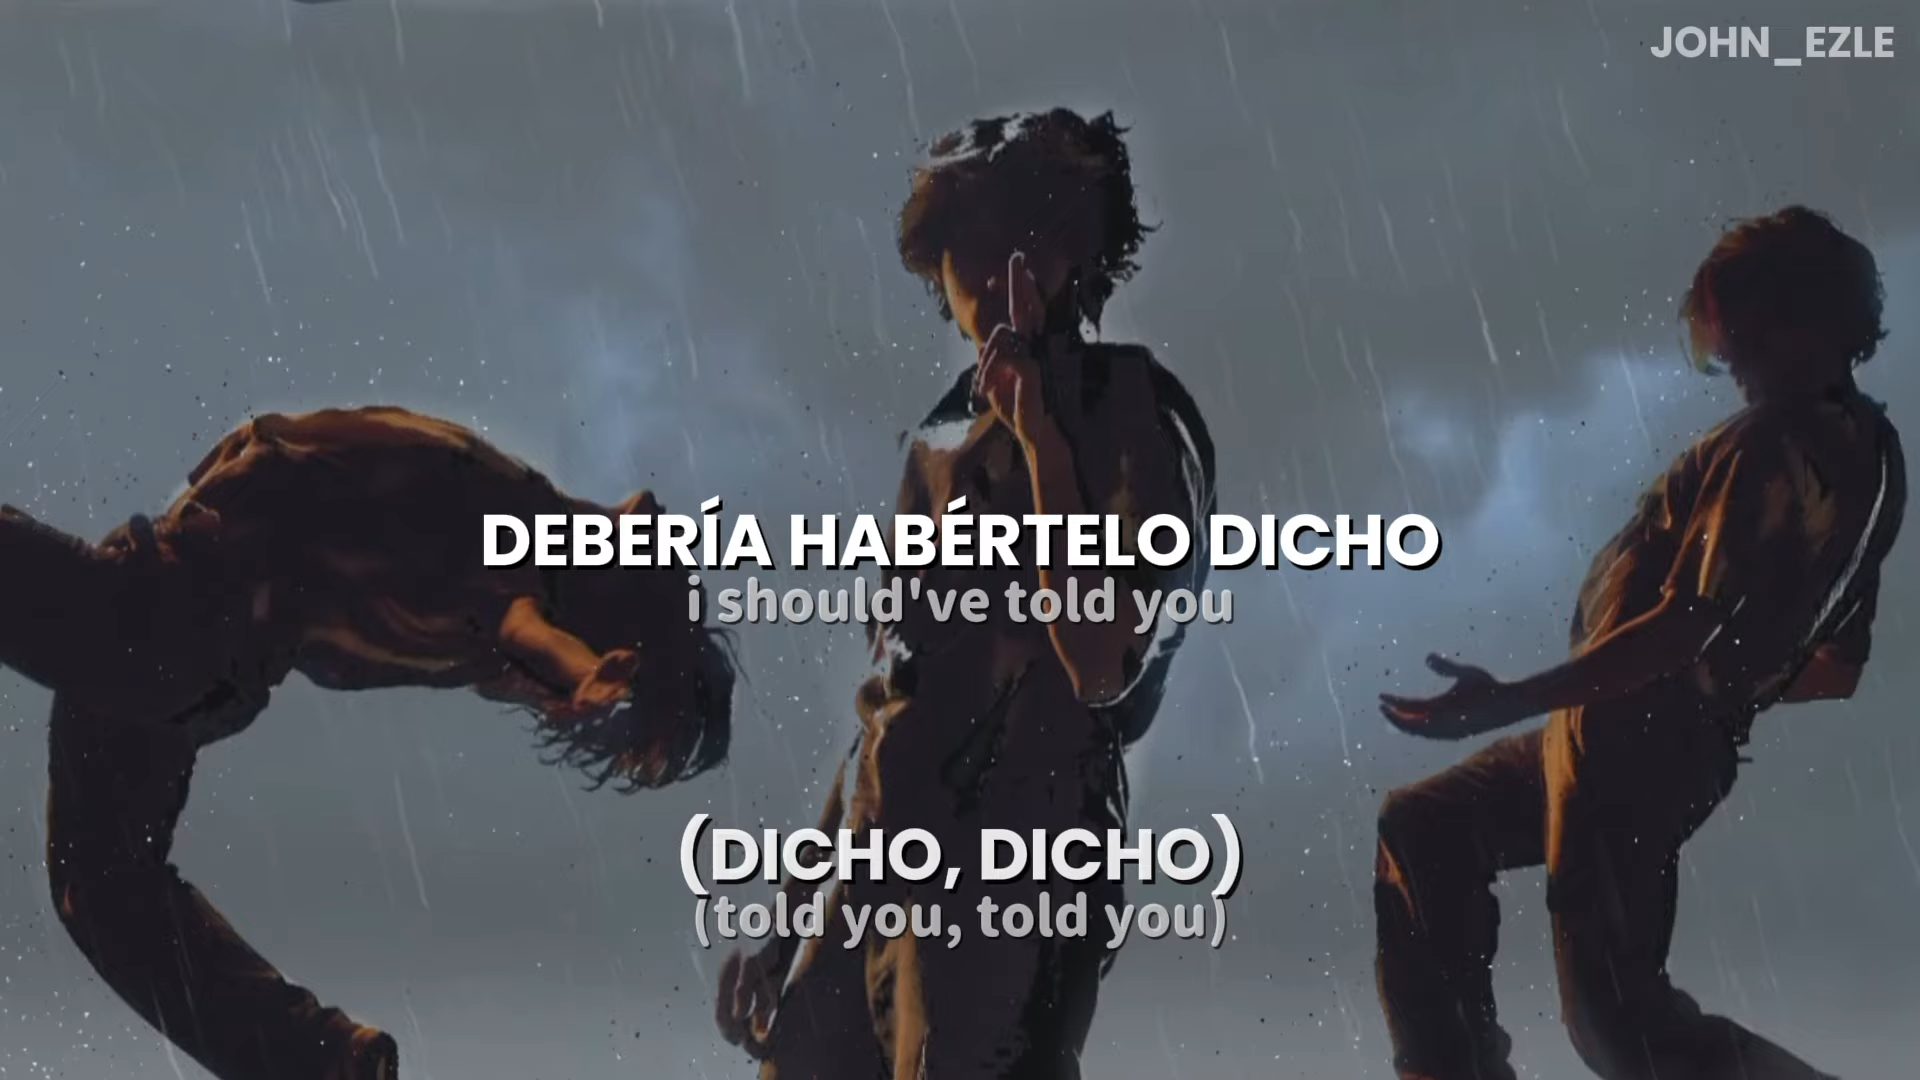 JOHN_EZLE
DEBERÍA HABÉRTELO DICHO
i should've told you
(DICHO, DICHO)
(told you, told you)